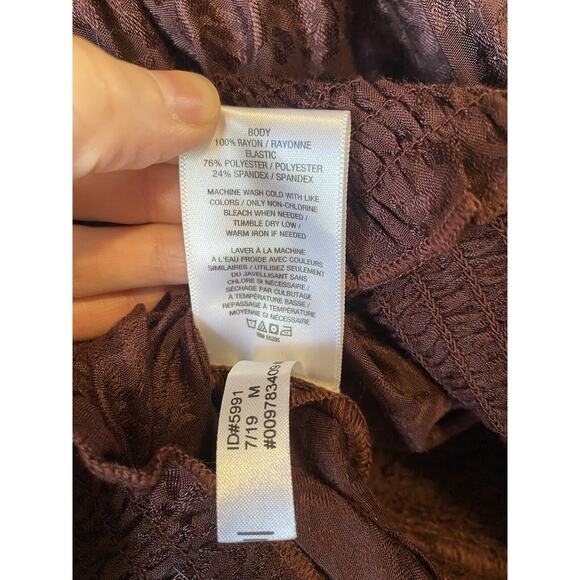 BODY
100% RAYON / RAYONNE
ELASTIC
76% POLYESTER / POLYESTER
24% SPANDEX / SPANDEX
MACHINE WASH COLD WITH LIKE
COLORS / ONLY NON-CHLORINE
BLEACH WHEN NEEDED /
TUMBLE DRY LOW /
WARM IRON IF NEEDED
LAVER À LA MACHINE
À L'EAU FROIDE AVEC COULEURS
SIMILAIRES / UTILISEZ SEULEMENT
DU JAVELLISANT SANS
CHLORE SI NÉCESSAIRE /
SÉCHAGE PAR CULBUTAGE
À TEMPÉRATURE BASSE /
REPASSAGE À TEMPÉRATURE
MOYENNE SI NÉCESSAIRE
ID#5991
7/19 M
#009783409